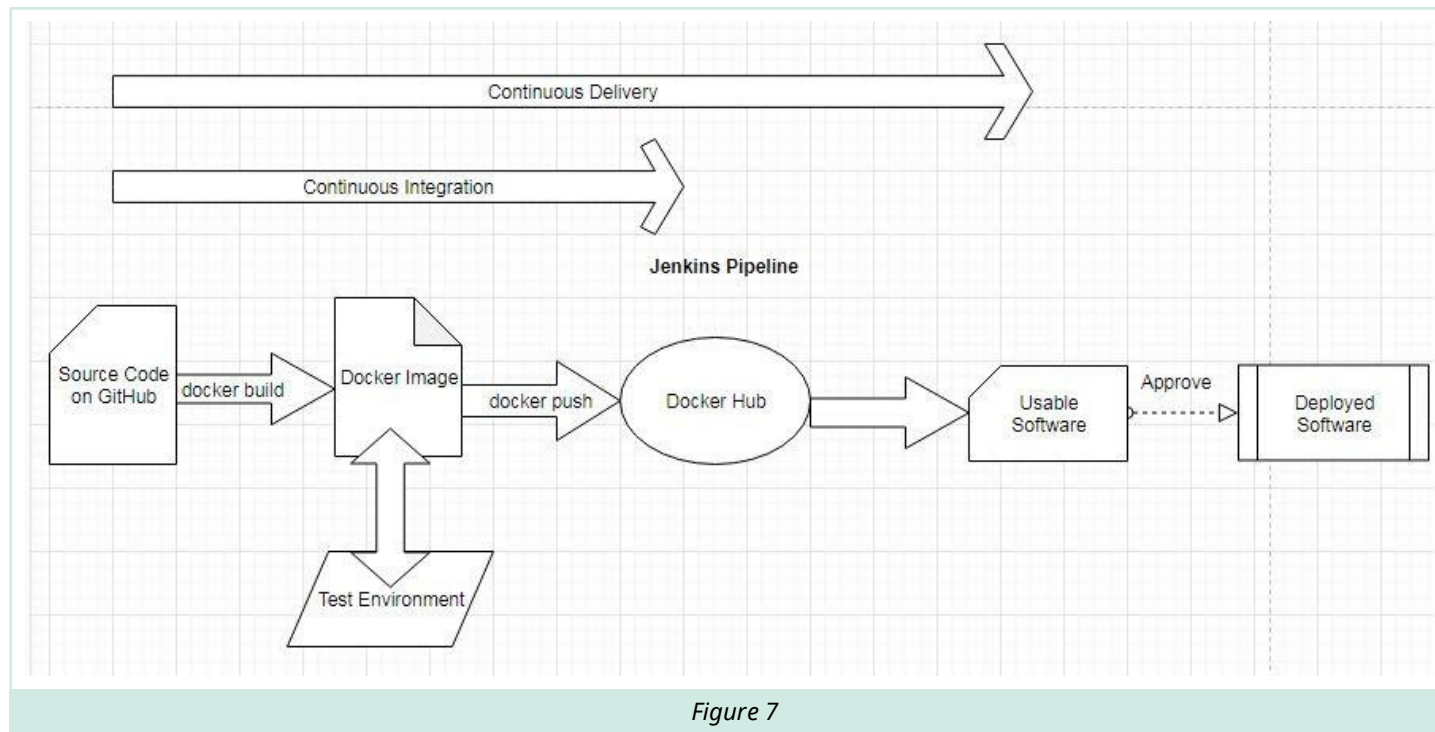 Continuous Delivery
Continuous Integration
Jenkins Pipeline
Source Code
on GitHub
docker build
Docker Image
docker push
Docker Hub
Usable
Software
Approve
Deployed
Software
Test Environment
Figure 7